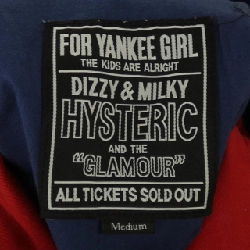 FOR YANKEE GIRL
THE KIDS ARE ALRIGHT
DIZZY & MILKY
HYSTERIC
AND THE
"GLAMOUR"
ALL TICKETS SOLD OUT
Medium